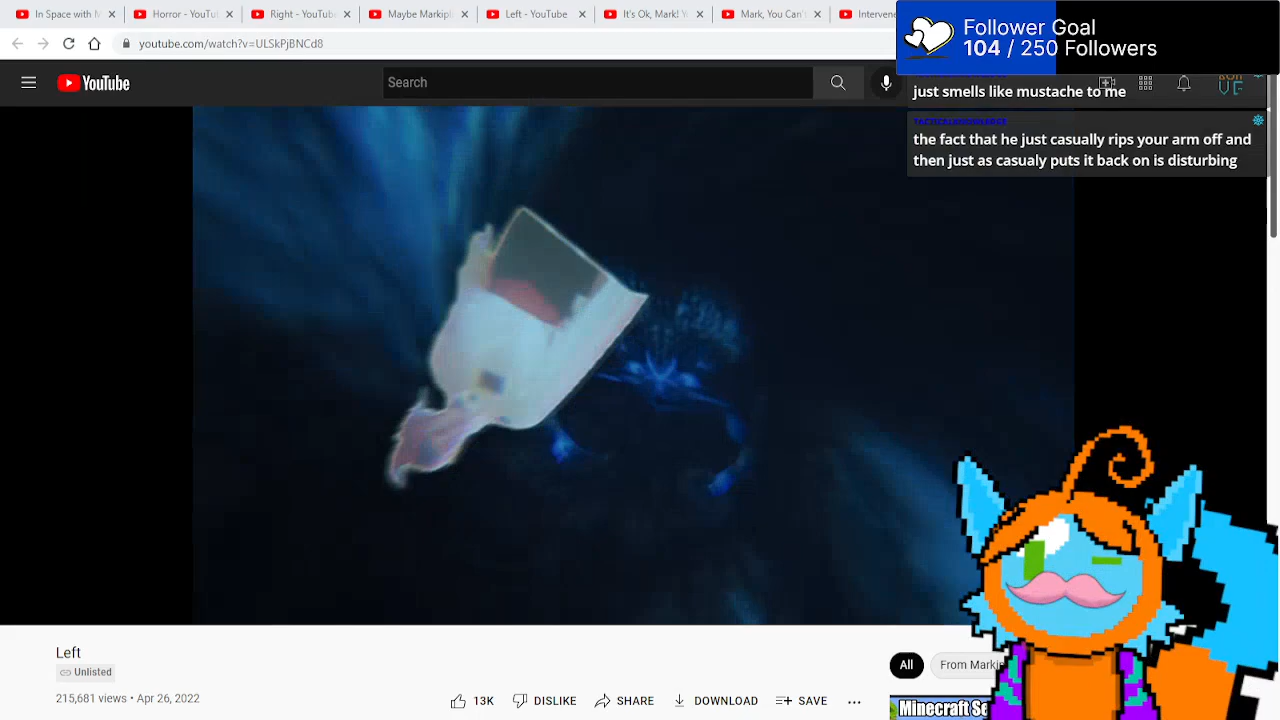 In Space with M
Horror - YouTu
Right - YouTube
Maybe Markipl
Left - YouTube
It's Ok, Mark! Y
Mark, You Can't
Intervene
youtube.com/watch?v=ULSkPjBNCd8
Follower Goal
104 / 250 Followers
YouTube
Search
just smells like mustache to me
the fact that he just casually rips your arm off and
then just as casualy puts it back on is disturbing
Left
Unlisted
215,681 views • Apr 26, 2022
13K
DISLIKE
SHARE
DOWNLOAD
SAVE
All
From Markip
Minecraft Se